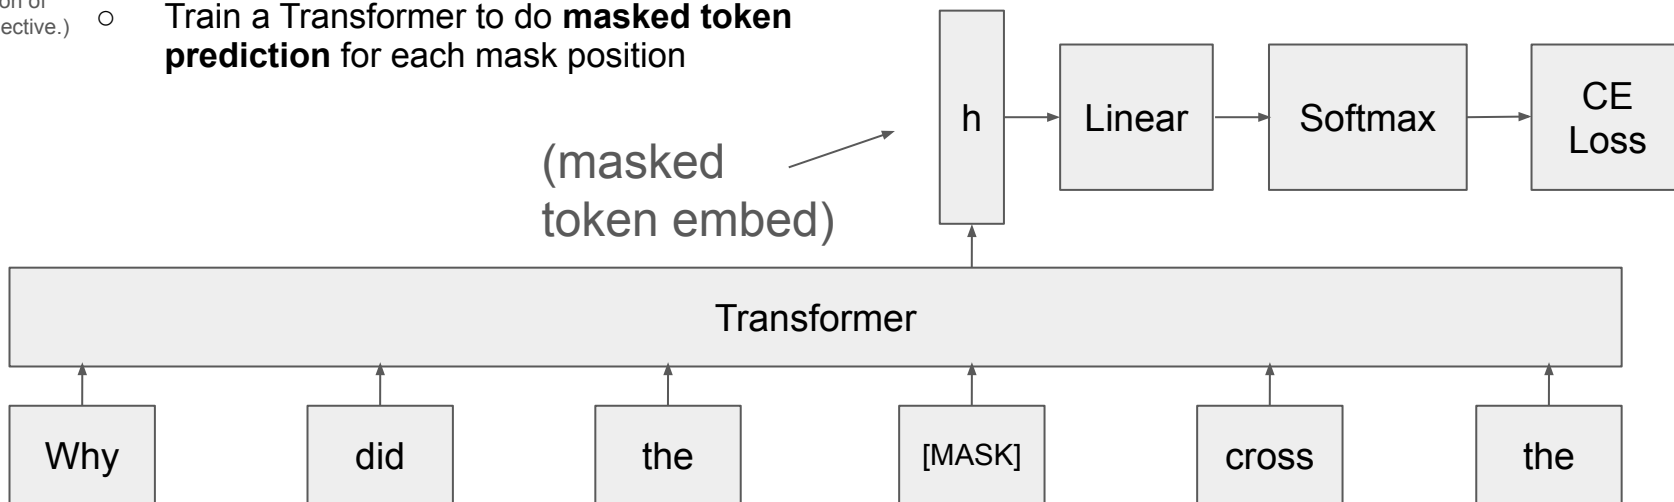 ective.)
○ Train a Transformer to do masked token
prediction for each mask position
(masked
token embed)
h
Linear
Softmax
CE
Loss
Transformer
Why
did
the
[MASK]
cross
the